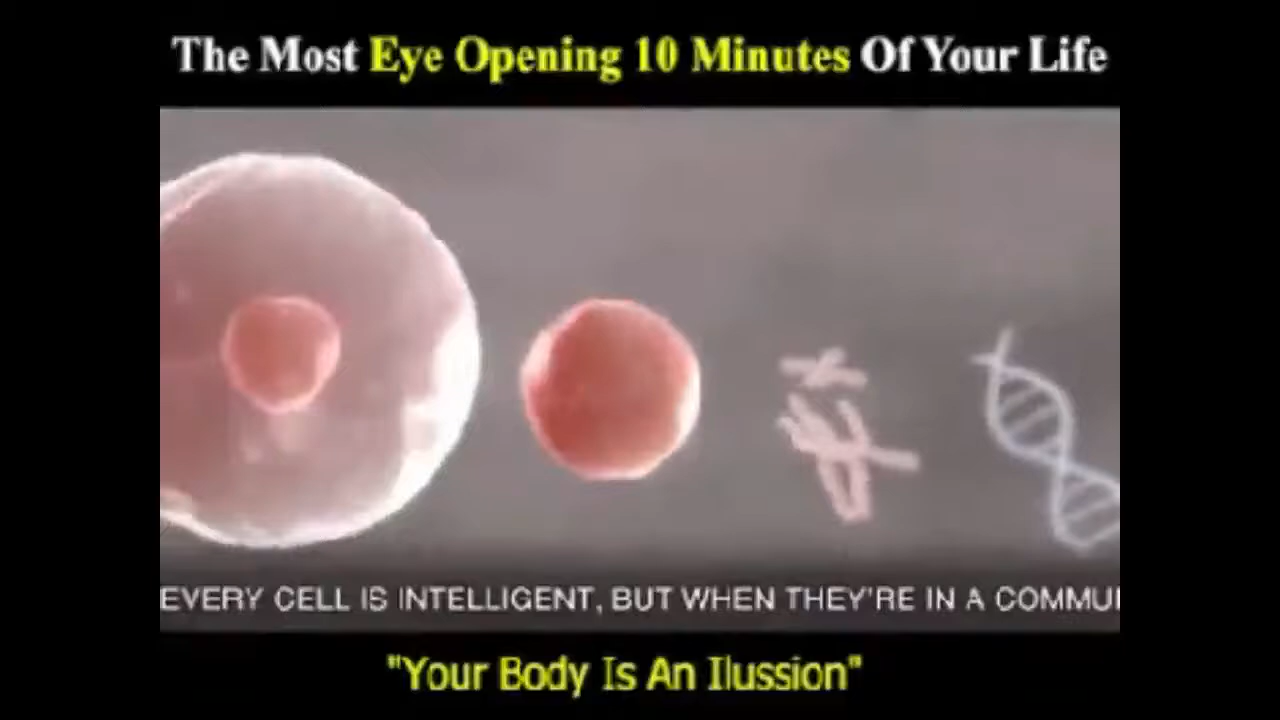 The Most Eye Opening 10 Minutes Of Your Life
EVERY CELL IS INTELLIGENT, BUT WHEN THEY'RE IN A COMMU
"Your Body Is An Ilussion"